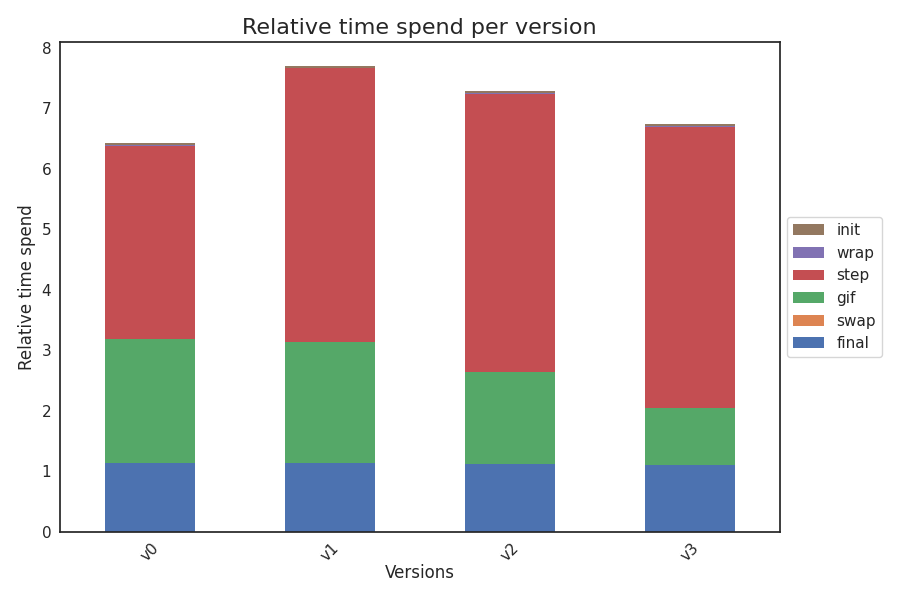 Relative time spend per version
Relative time spend
8
7
6
5
4
3
2
1
0
v0
v1
v2
v3
Versions
init
wrap
step
gif
swap
final